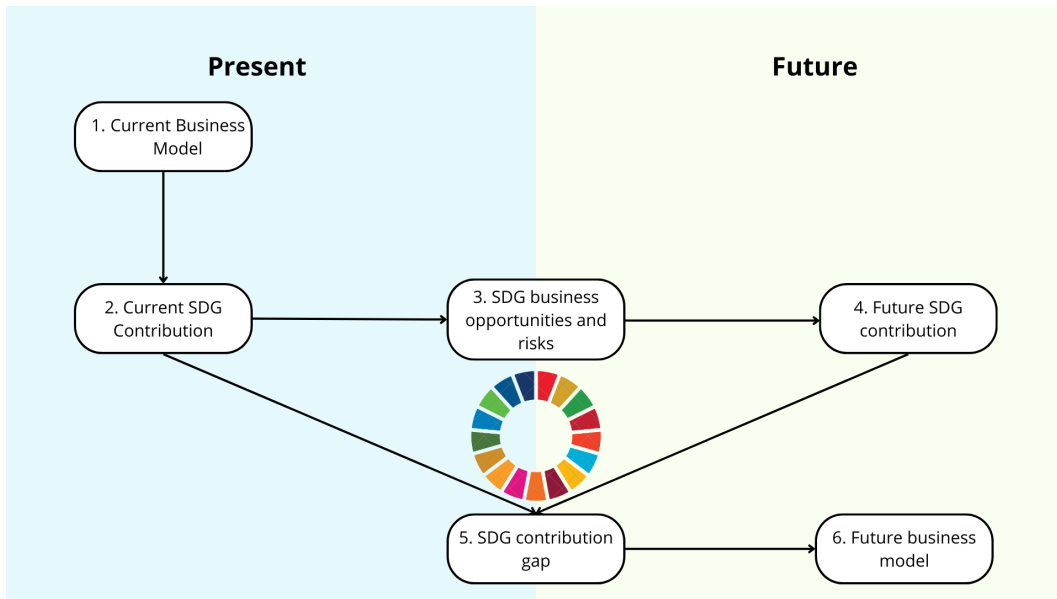 Present
Future
1. Current Business
Model
2. Current SDG
Contribution
3. SDG business
opportunities and
risks
4. Future SDG
contribution
5. SDG contribution
gap
6. Future business
model